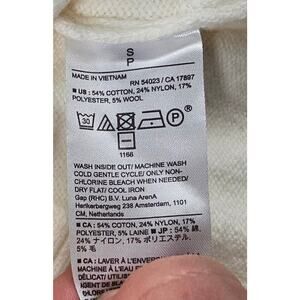 S
P
MADE IN VIETNAM
RN 54023 / CA 17897
■ US : 54% COTTON, 24% NYLON, 17%
POLYESTER, 5% WOOL
30
P
1166
WASH INSIDE OUT/ MACHINE WASH
COLD GENTLE CYCLE/ ONLY NON-
CHLORINE BLEACH WHEN NEEDED/
DRY FLAT/ COOL IRON
Gap (RHC) B.V. Luna ArenA
Herikerbergweg 238 Amsterdam, 1101
CM, Netherlands
■ CA : 54% COTON, 24% NYLON, 17%
POLYESTER, 5% LAINE ■ JP : 54% 綿,
24% ナイロン, 17% ポリエステル,
5% 毛
■ CA : LAVER À L'ENVERS
MACHINE À L'EAU